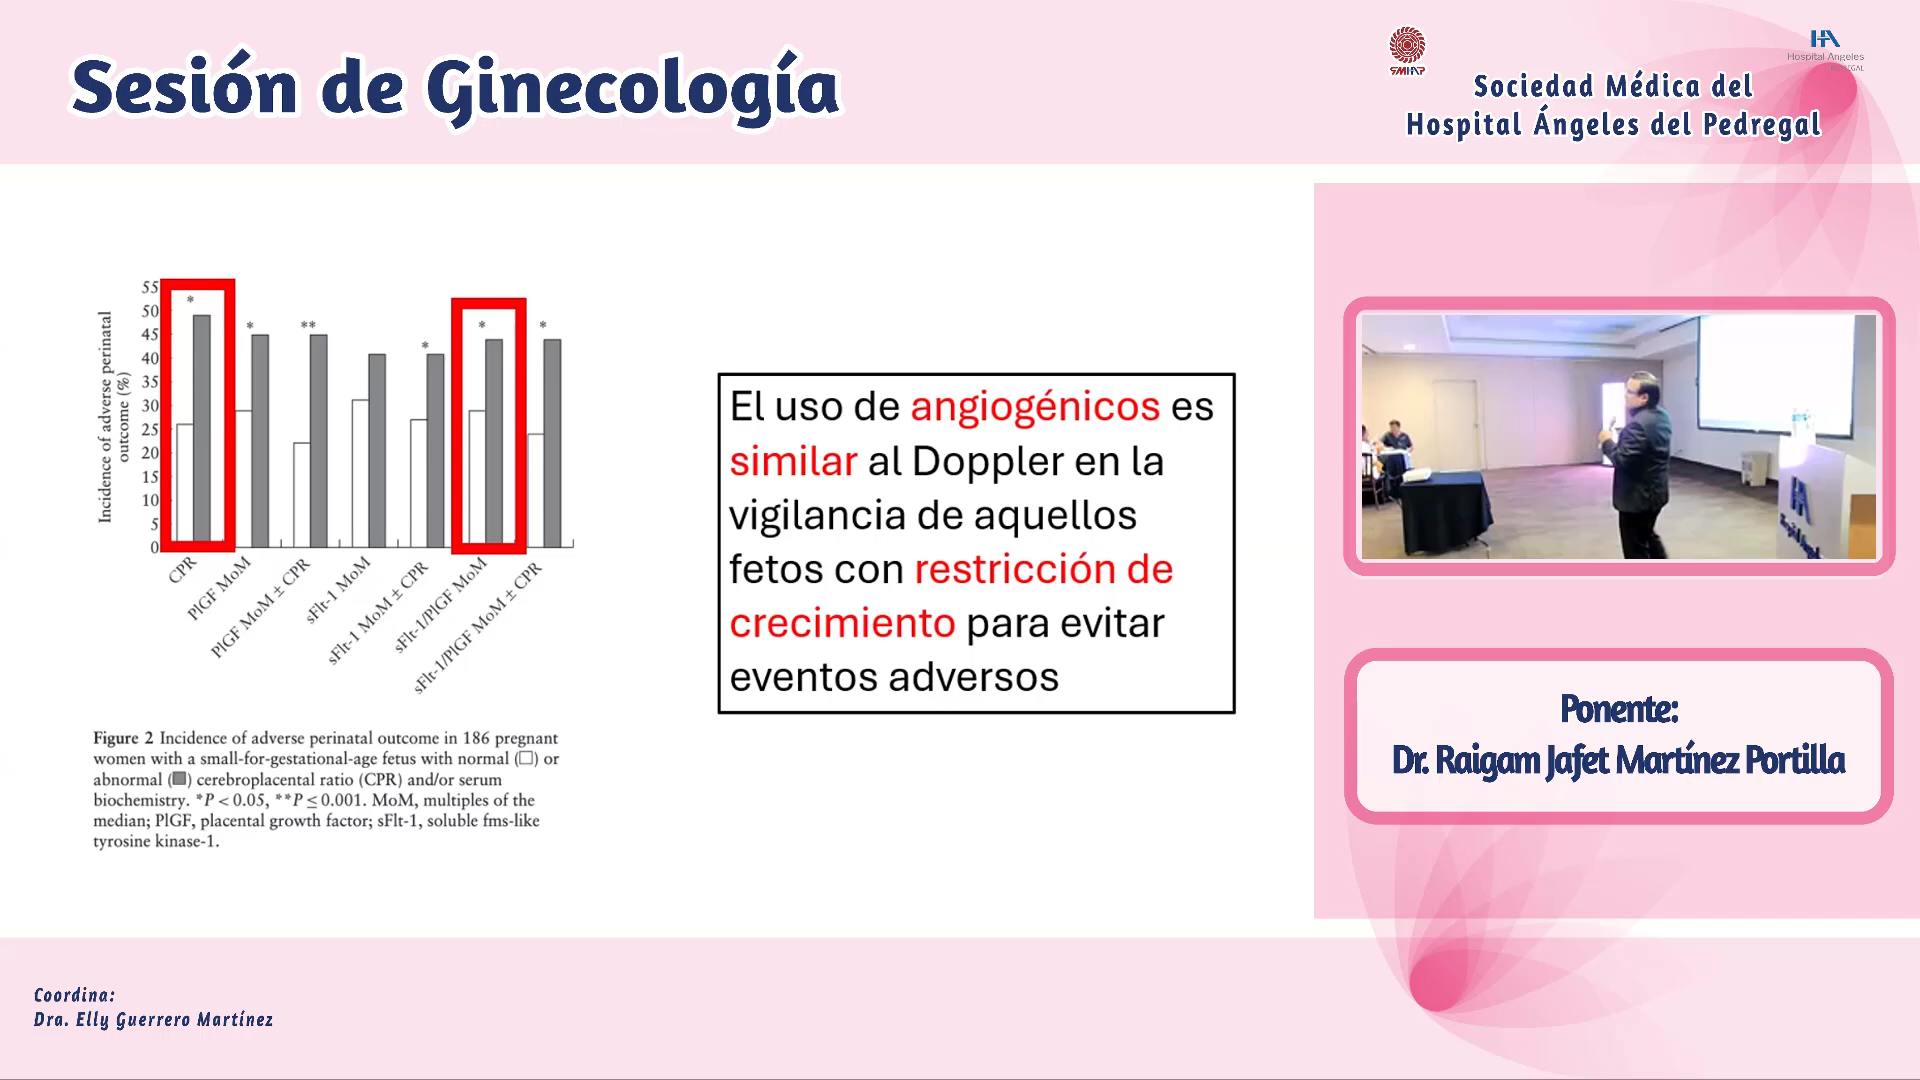 Sesión de Ginecología
SMHAP
HA
Hospital Ángeles
Sociedad Médica del
Hospital Ángeles del Pedregal
Incidence of adverse perinatal
outcome (%)
55
50
45
40
35
30
25
20
15
10
5
0
*
*
**
*
*
*
CPR
PlGF MoM
PlGF MoM ± CPR
sFlt-1 MoM
sFlt-1 MoM ± CPR
sFlt-1/PlGF MoM
sFlt-1/PlGF MoM ± CPR
Figure 2 Incidence of adverse perinatal outcome in 186 pregnant
women with a small-for-gestational-age fetus with normal (□) or
abnormal (■) cerebroplacental ratio (CPR) and/or serum
biochemistry. *P < 0.05, **P ≤ 0.001. MoM, multiples of the
median; PlGF, placental growth factor; sFlt-1, soluble fms-like
tyrosine kinase-1.
El uso de angiogénicos es
similar al Doppler en la
vigilancia de aquellos
fetos con restricción de
crecimiento para evitar
eventos adversos
Ponente:
Dr. Raigam Jafet Martínez Portilla
Coordina:
Dra. Elly Guerrero Martínez